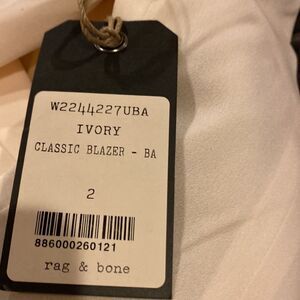 W2244227UBA
IVORY
CLASSIC BLAZER - BA
2
886000260121
rag & bone